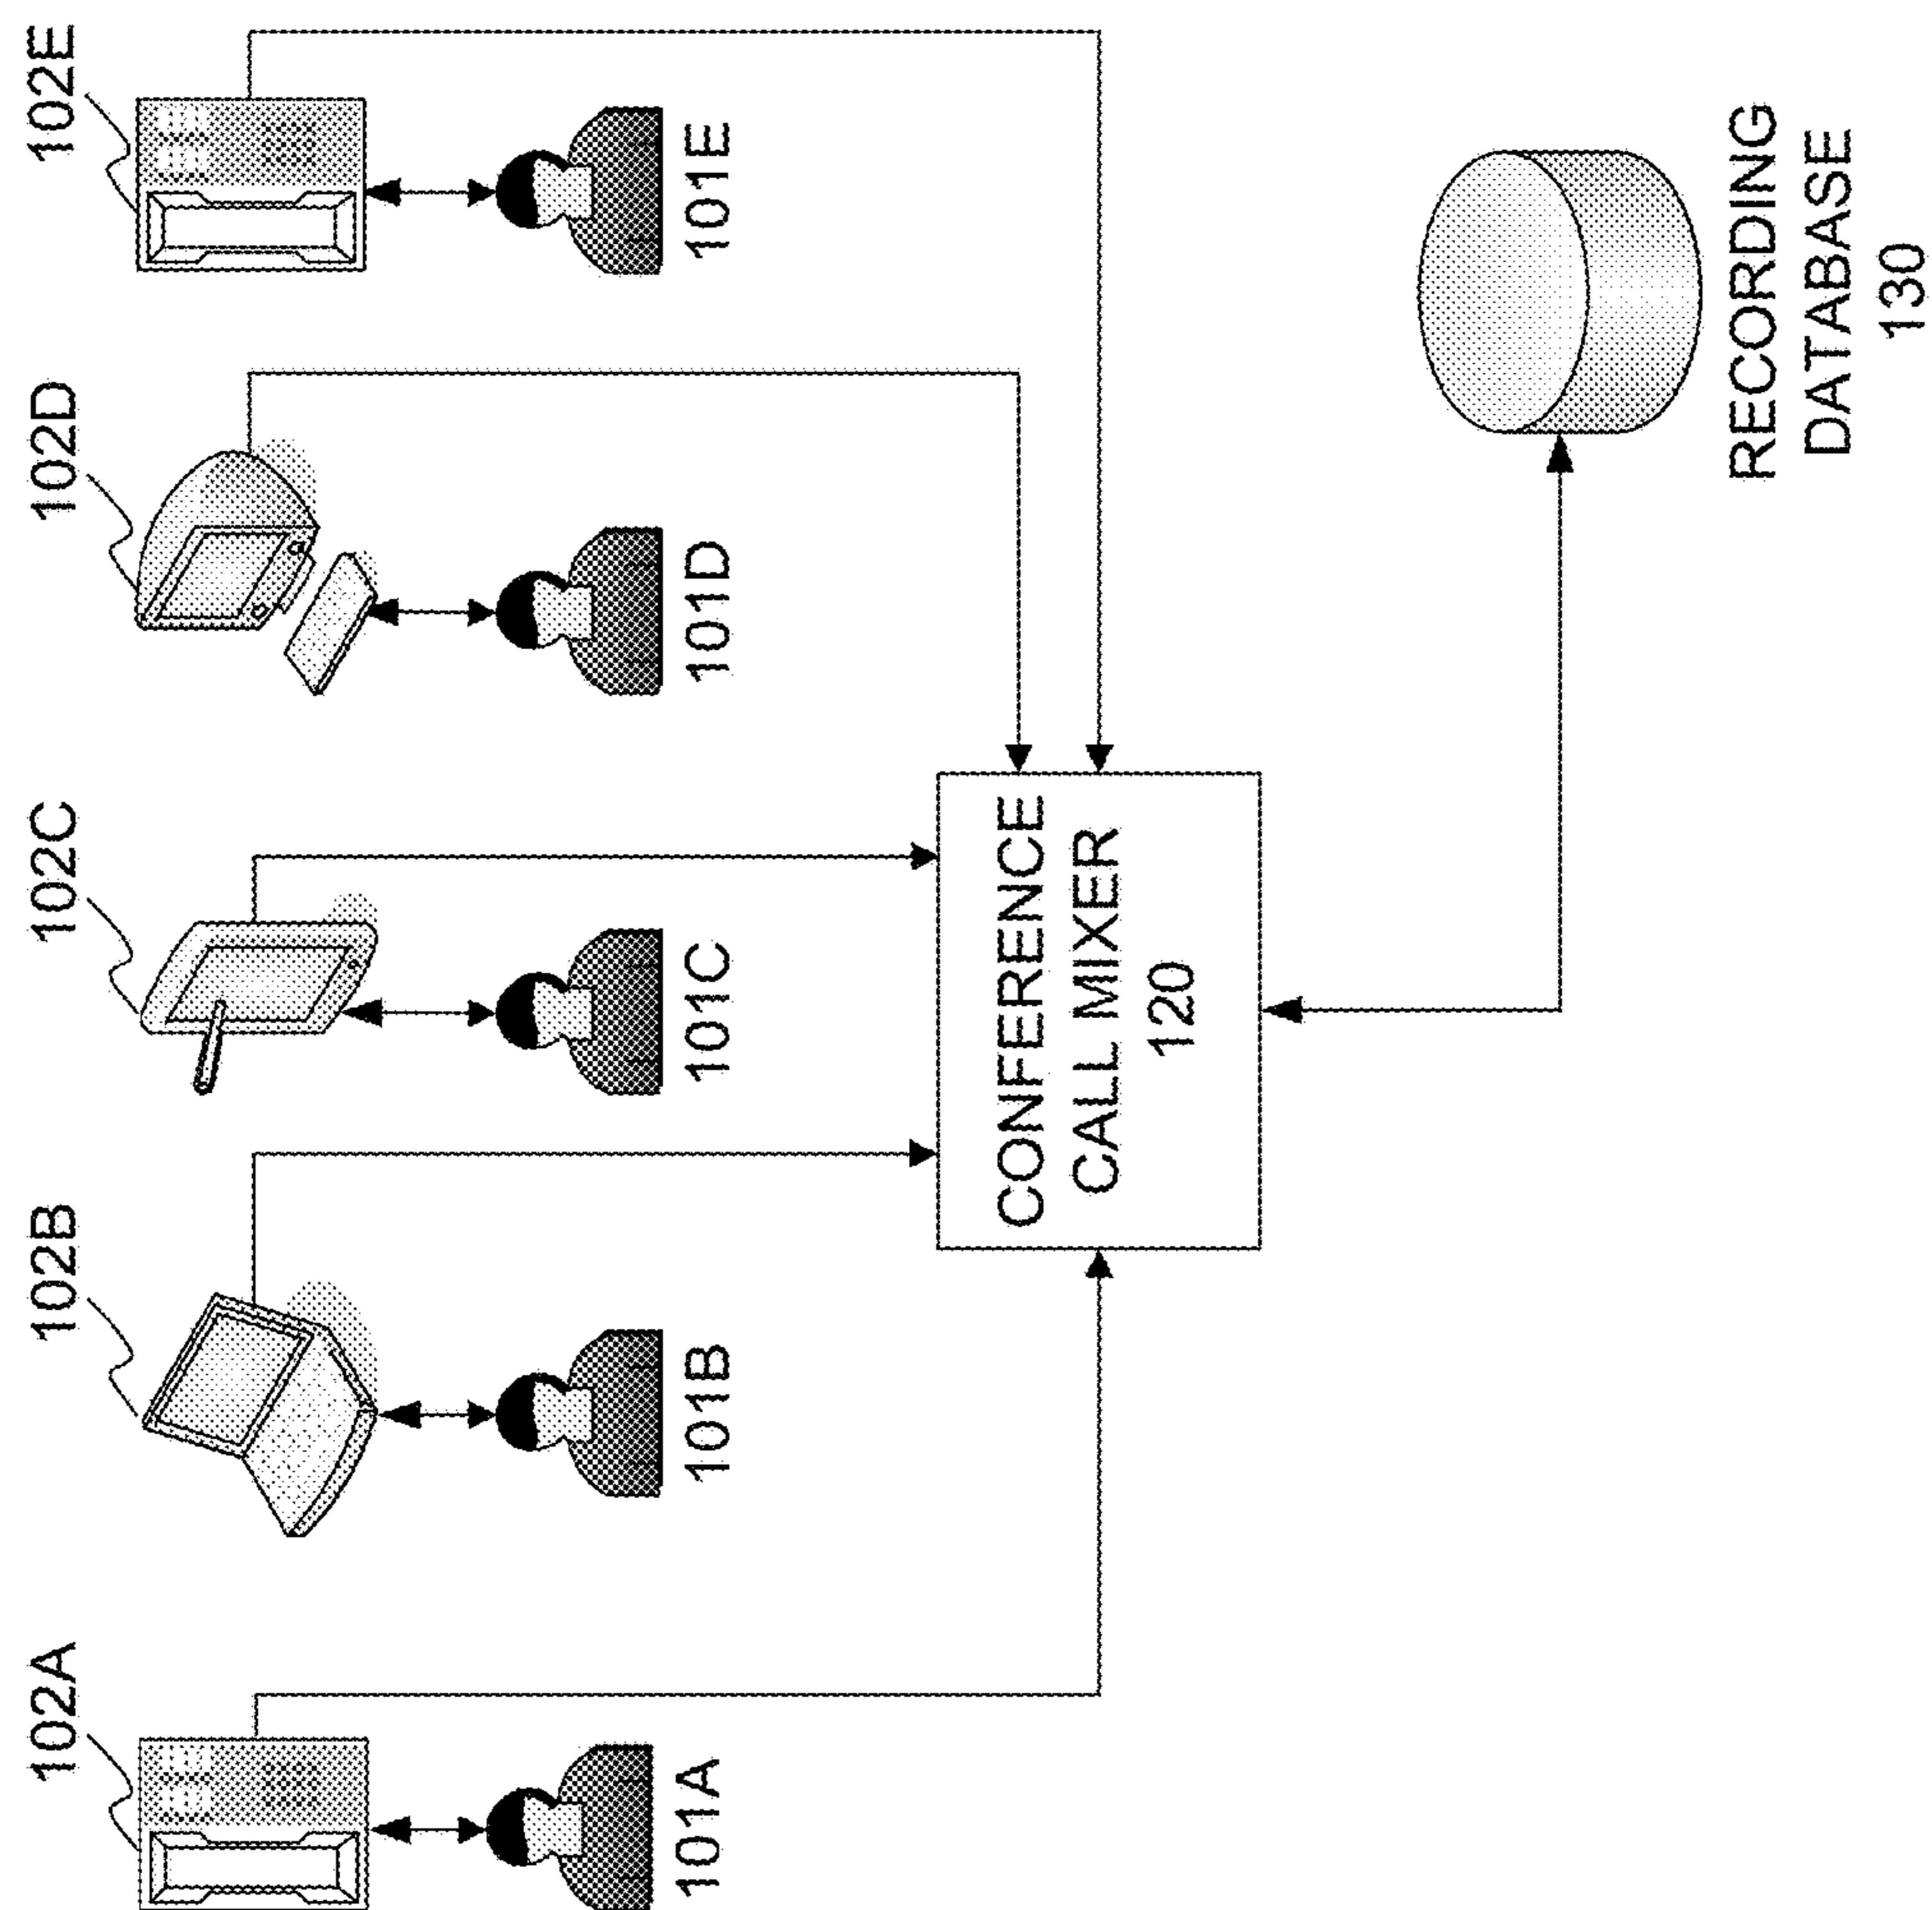 102A
102B
102C
102D
102E
101A
101B
101C
101D
101E
CONFERENCE
CALL MIXER
120
RECORDING
DATABASE
130